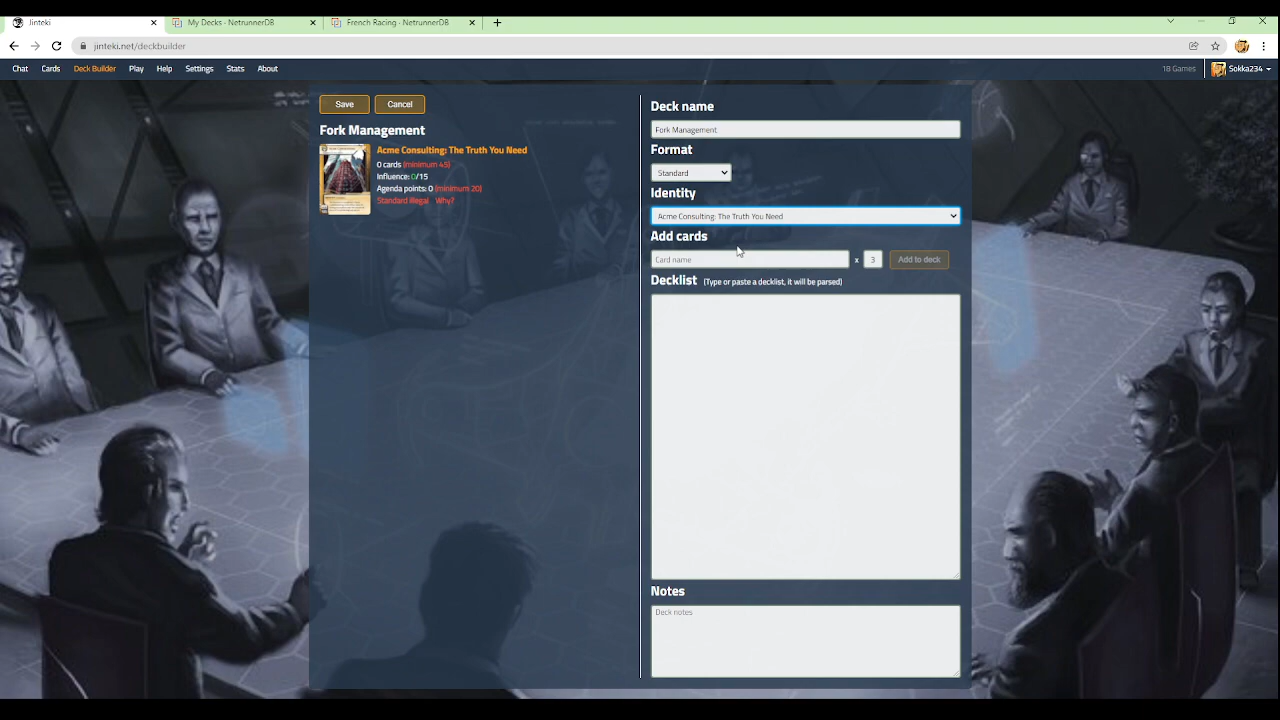 Jinteki
My Decks · NetrunnerDB
French Racing · NetrunnerDB
jinteki.net/deckbuilder
Chat Cards Deck Builder Play Help Settings Stats About
18 Games Sokka234
Save Cancel
Fork Management
Acme Consulting: The Truth You Need
0 cards (minimum 45)
Influence: 0/15
Agenda points: 0 (minimum 20)
Standard illegal Why?
Deck name
Fork Management
Format
Standard
Identity
Acme Consulting: The Truth You Need
Add cards
Card name x 3 Add to deck
Decklist (Type or paste a decklist, it will be parsed)
Notes
Deck notes